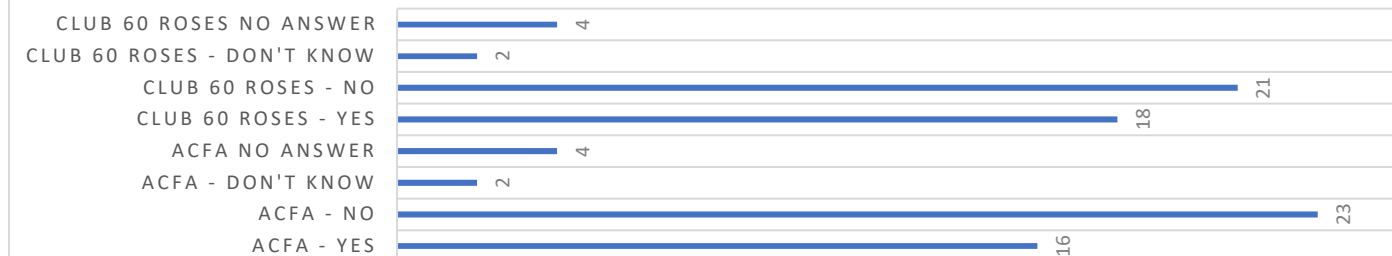 CLUB 60 ROSES NO ANSWER 4
CLUB 60 ROSES - DON'T KNOW 2
CLUB 60 ROSES - NO 21
CLUB 60 ROSES - YES 18
ACFA NO ANSWER 4
ACFA - DON'T KNOW 2
ACFA - NO 23
ACFA - YES 16